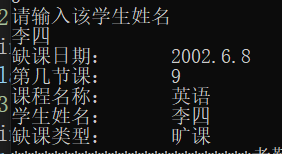 请输入该学生姓名
李四
缺课日期： 2002.6.8
第几节课： 9
课程名称： 英语
学生姓名： 李四
缺课类型： 旷课